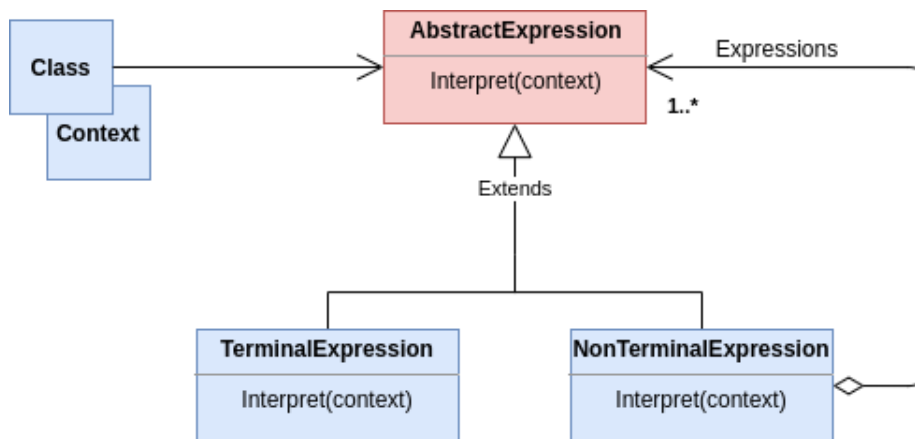 AbstractExpression
Interpret(context)
Class
Context
Expressions
1..*
Extends
TerminalExpression
Interpret(context)
NonTerminalExpression
Interpret(context)